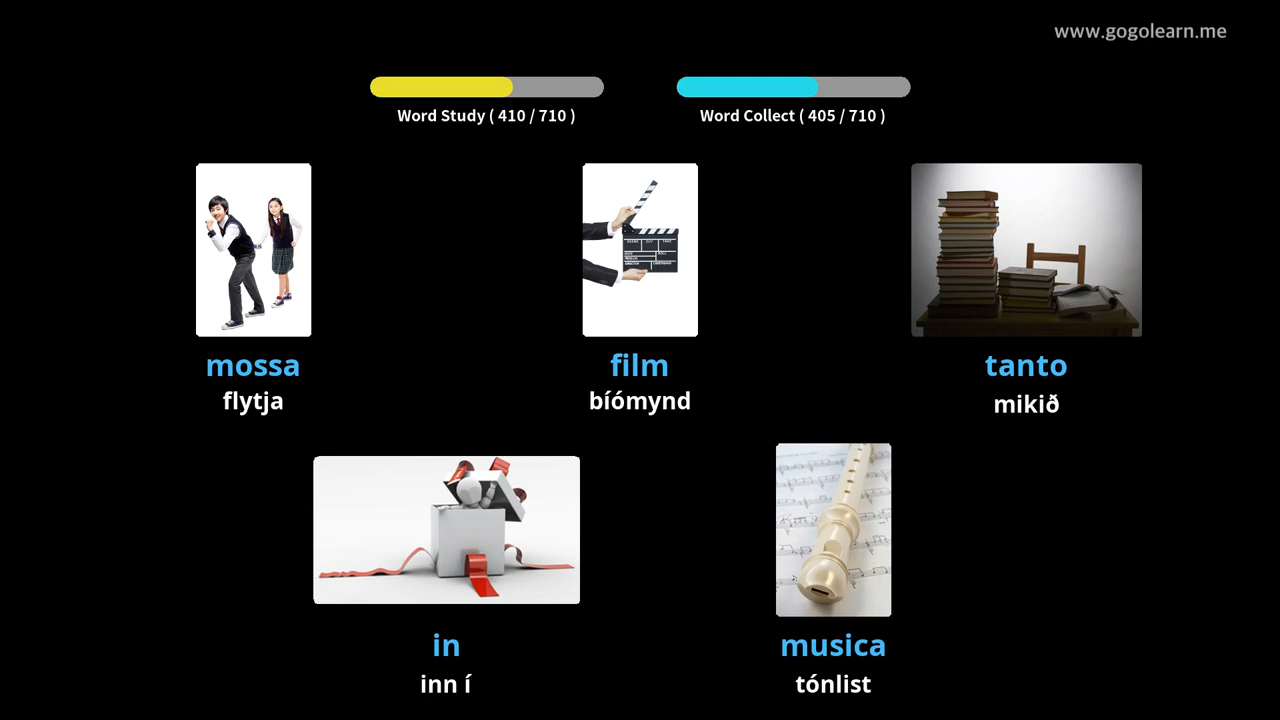 www.gogolearn.me
Word Study ( 410 / 710 )
Word Collect ( 405 / 710 )
mossa
flytja
film
bíómynd
tanto
mikið
in
inn í
musica
tónlist